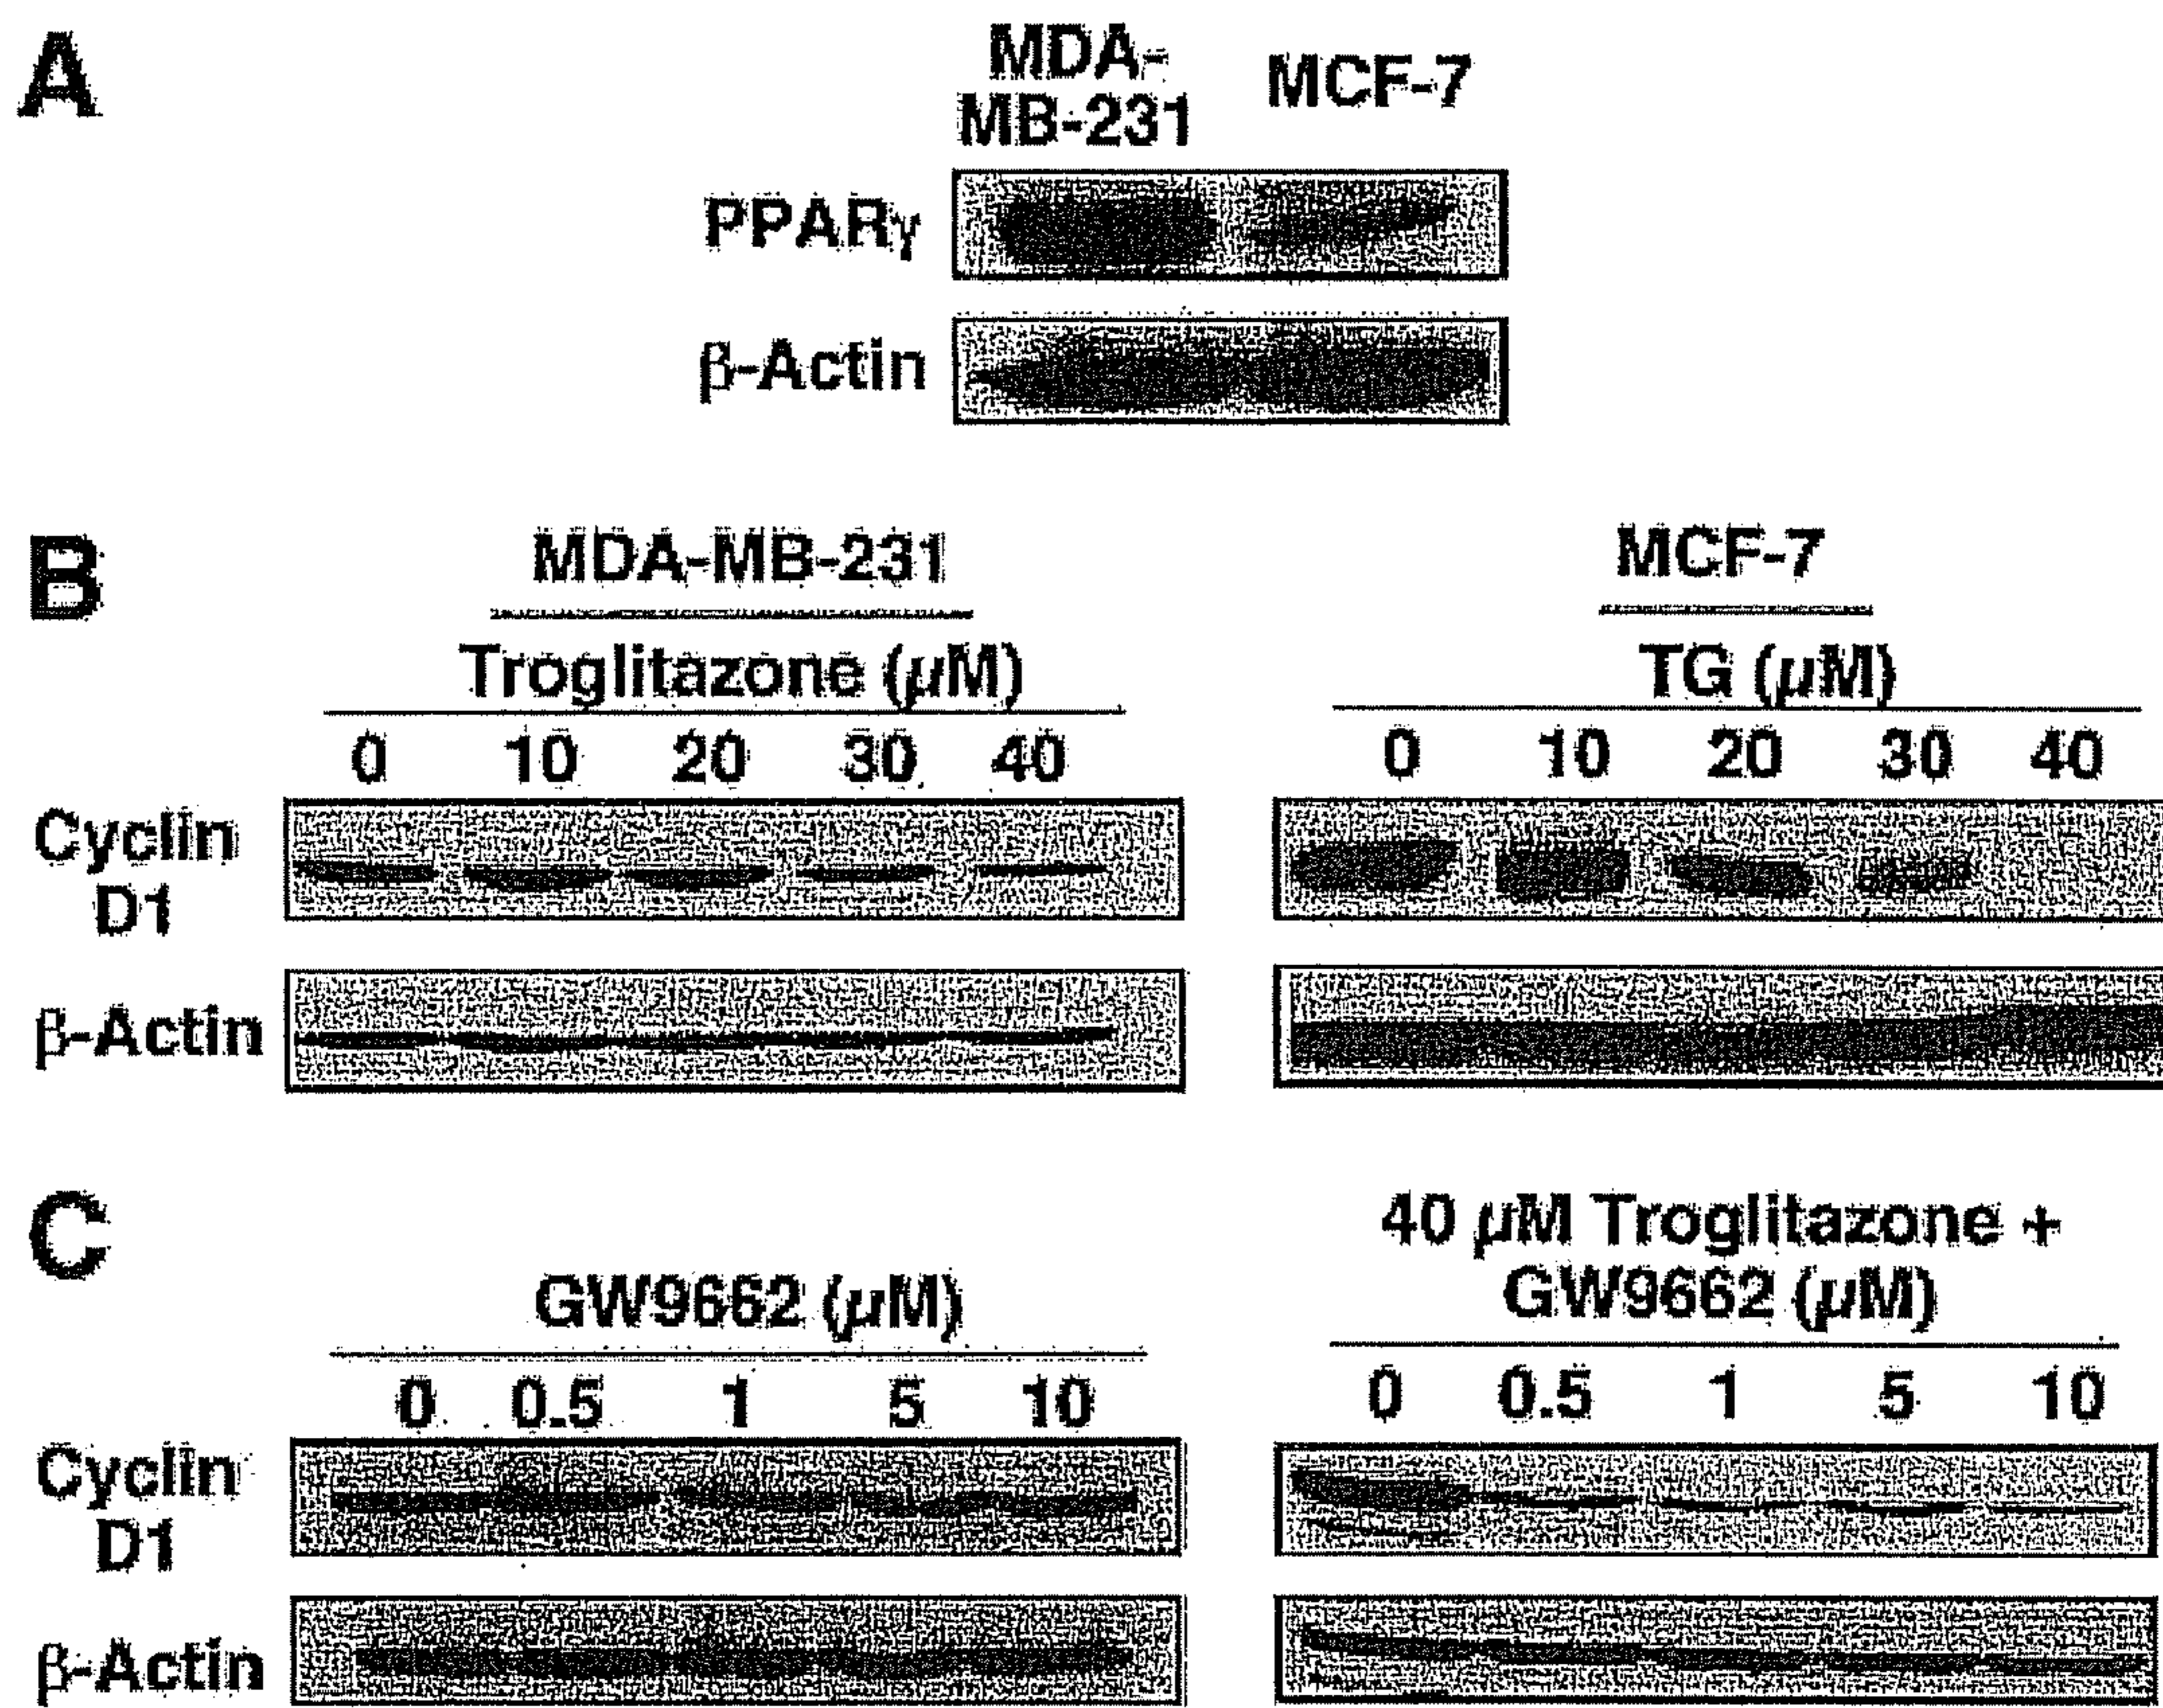 A
MDA-
MB-231
MCF-7
PPARγ
β-Actin
B
MDA-MB-231
MCF-7
Troglitazone (µM)
TG (µM)
0 10 20 30 40
0 10 20 30 40
Cyclin
D1
β-Actin
C
GW9662 (µM)
40 µM Troglitazone +
GW9662 (µM)
0 0.5 1 5 10
0 0.5 1 5 10
Cyclin
D1
β-Actin